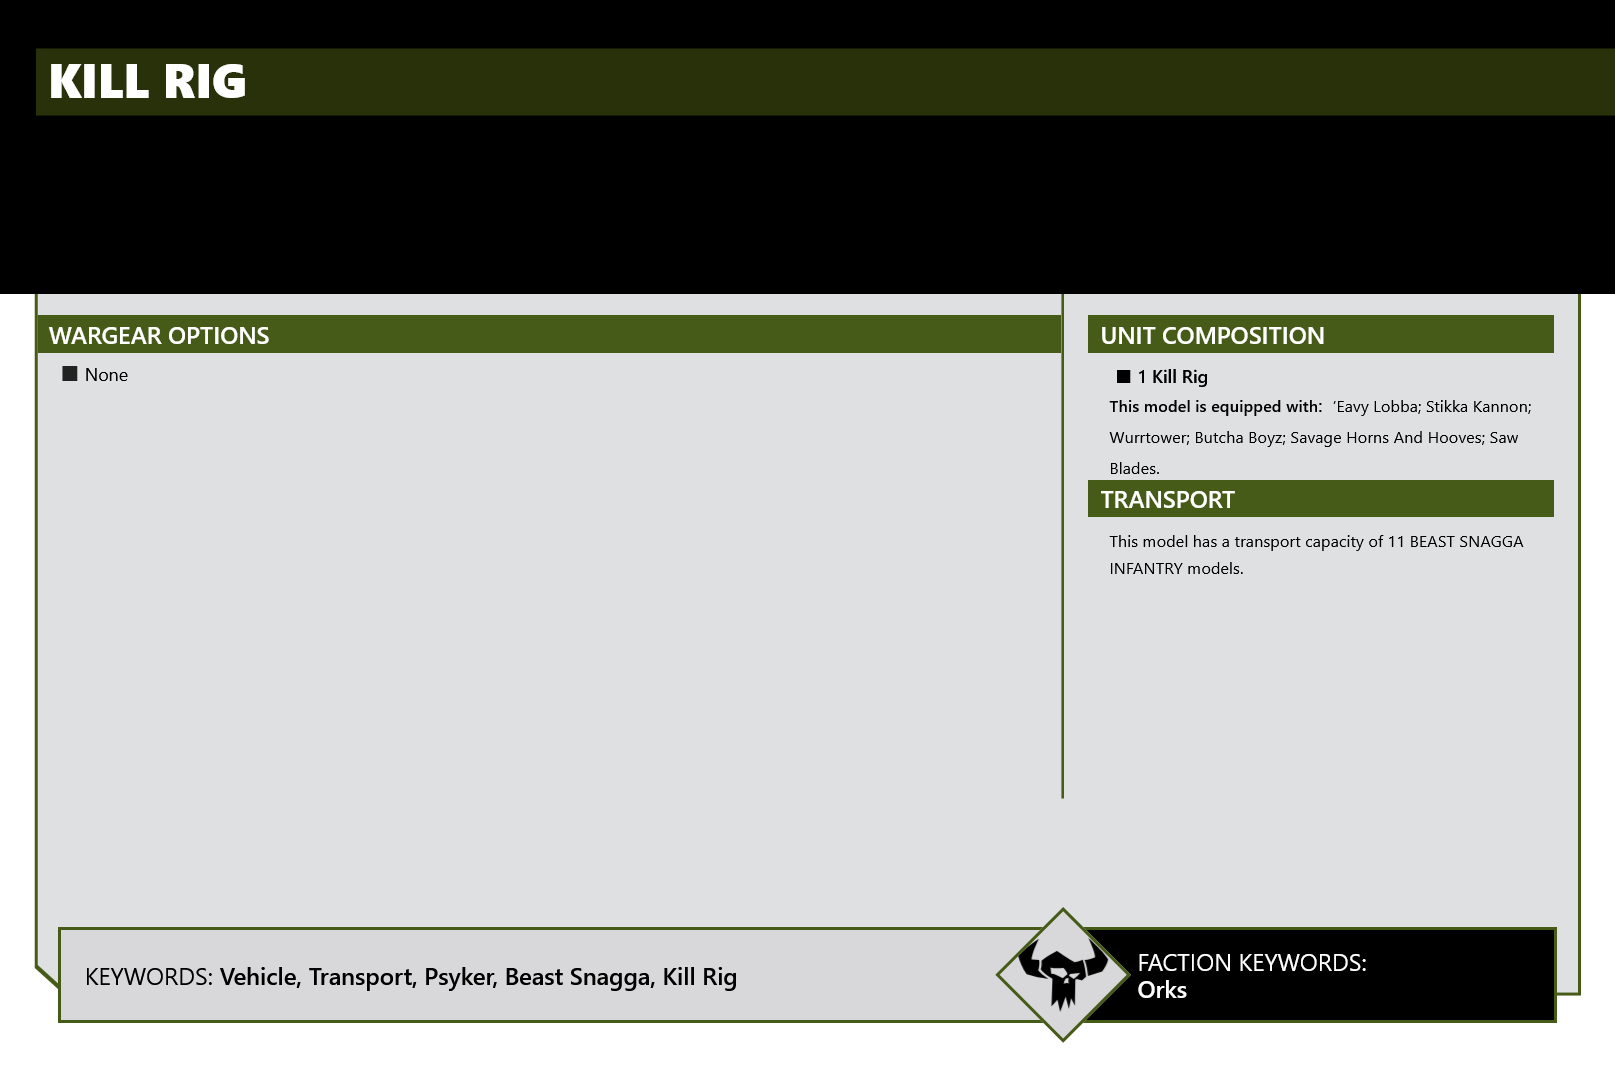 KILL RIG
WARGEAR OPTIONS
■ None
UNIT COMPOSITION
■ 1 Kill Rig
This model is equipped with: ’Eavy Lobba; Stikka Kannon;
Wurrtower; Butcha Boyz; Savage Horns And Hooves; Saw
Blades.
TRANSPORT
This model has a transport capacity of 11 BEAST SNAGGA
INFANTRY models.
KEYWORDS: Vehicle, Transport, Psyker, Beast Snagga, Kill Rig
FACTION KEYWORDS:
Orks